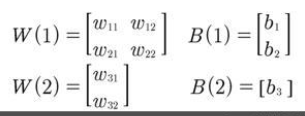 W(1) = [w₁₁ w₁₂ w₂₁ w₂₂] B(1) = [b₁ b₂]
W(2) = [w₃₁ w₃₂] B(2) = [b₃]